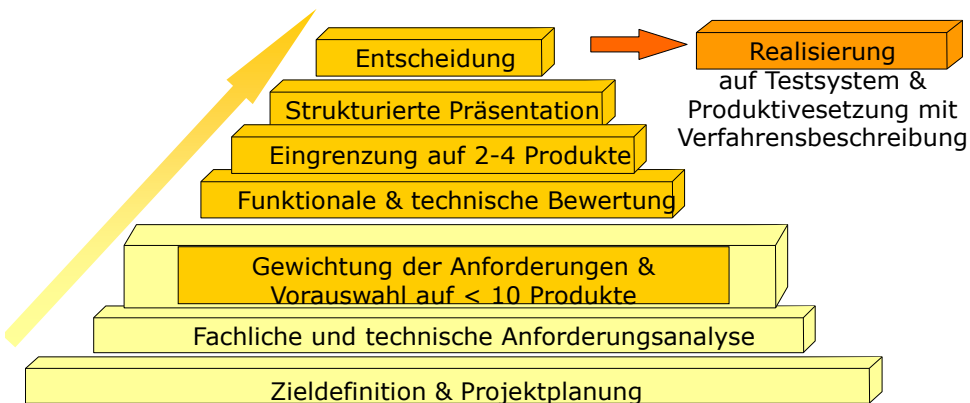 Entscheidung
Realisierung
auf Testsystem &
Produktivesetzung mit
Verfahrensbeschreibung
Strukturierte Präsentation
Eingrenzung auf 2-4 Produkte
Funktionale & technische Bewertung
Gewichtung der Anforderungen &
Vorauswahl auf < 10 Produkte
Fachliche und technische Anforderungsanalyse
Zieldefinition & Projektplanung